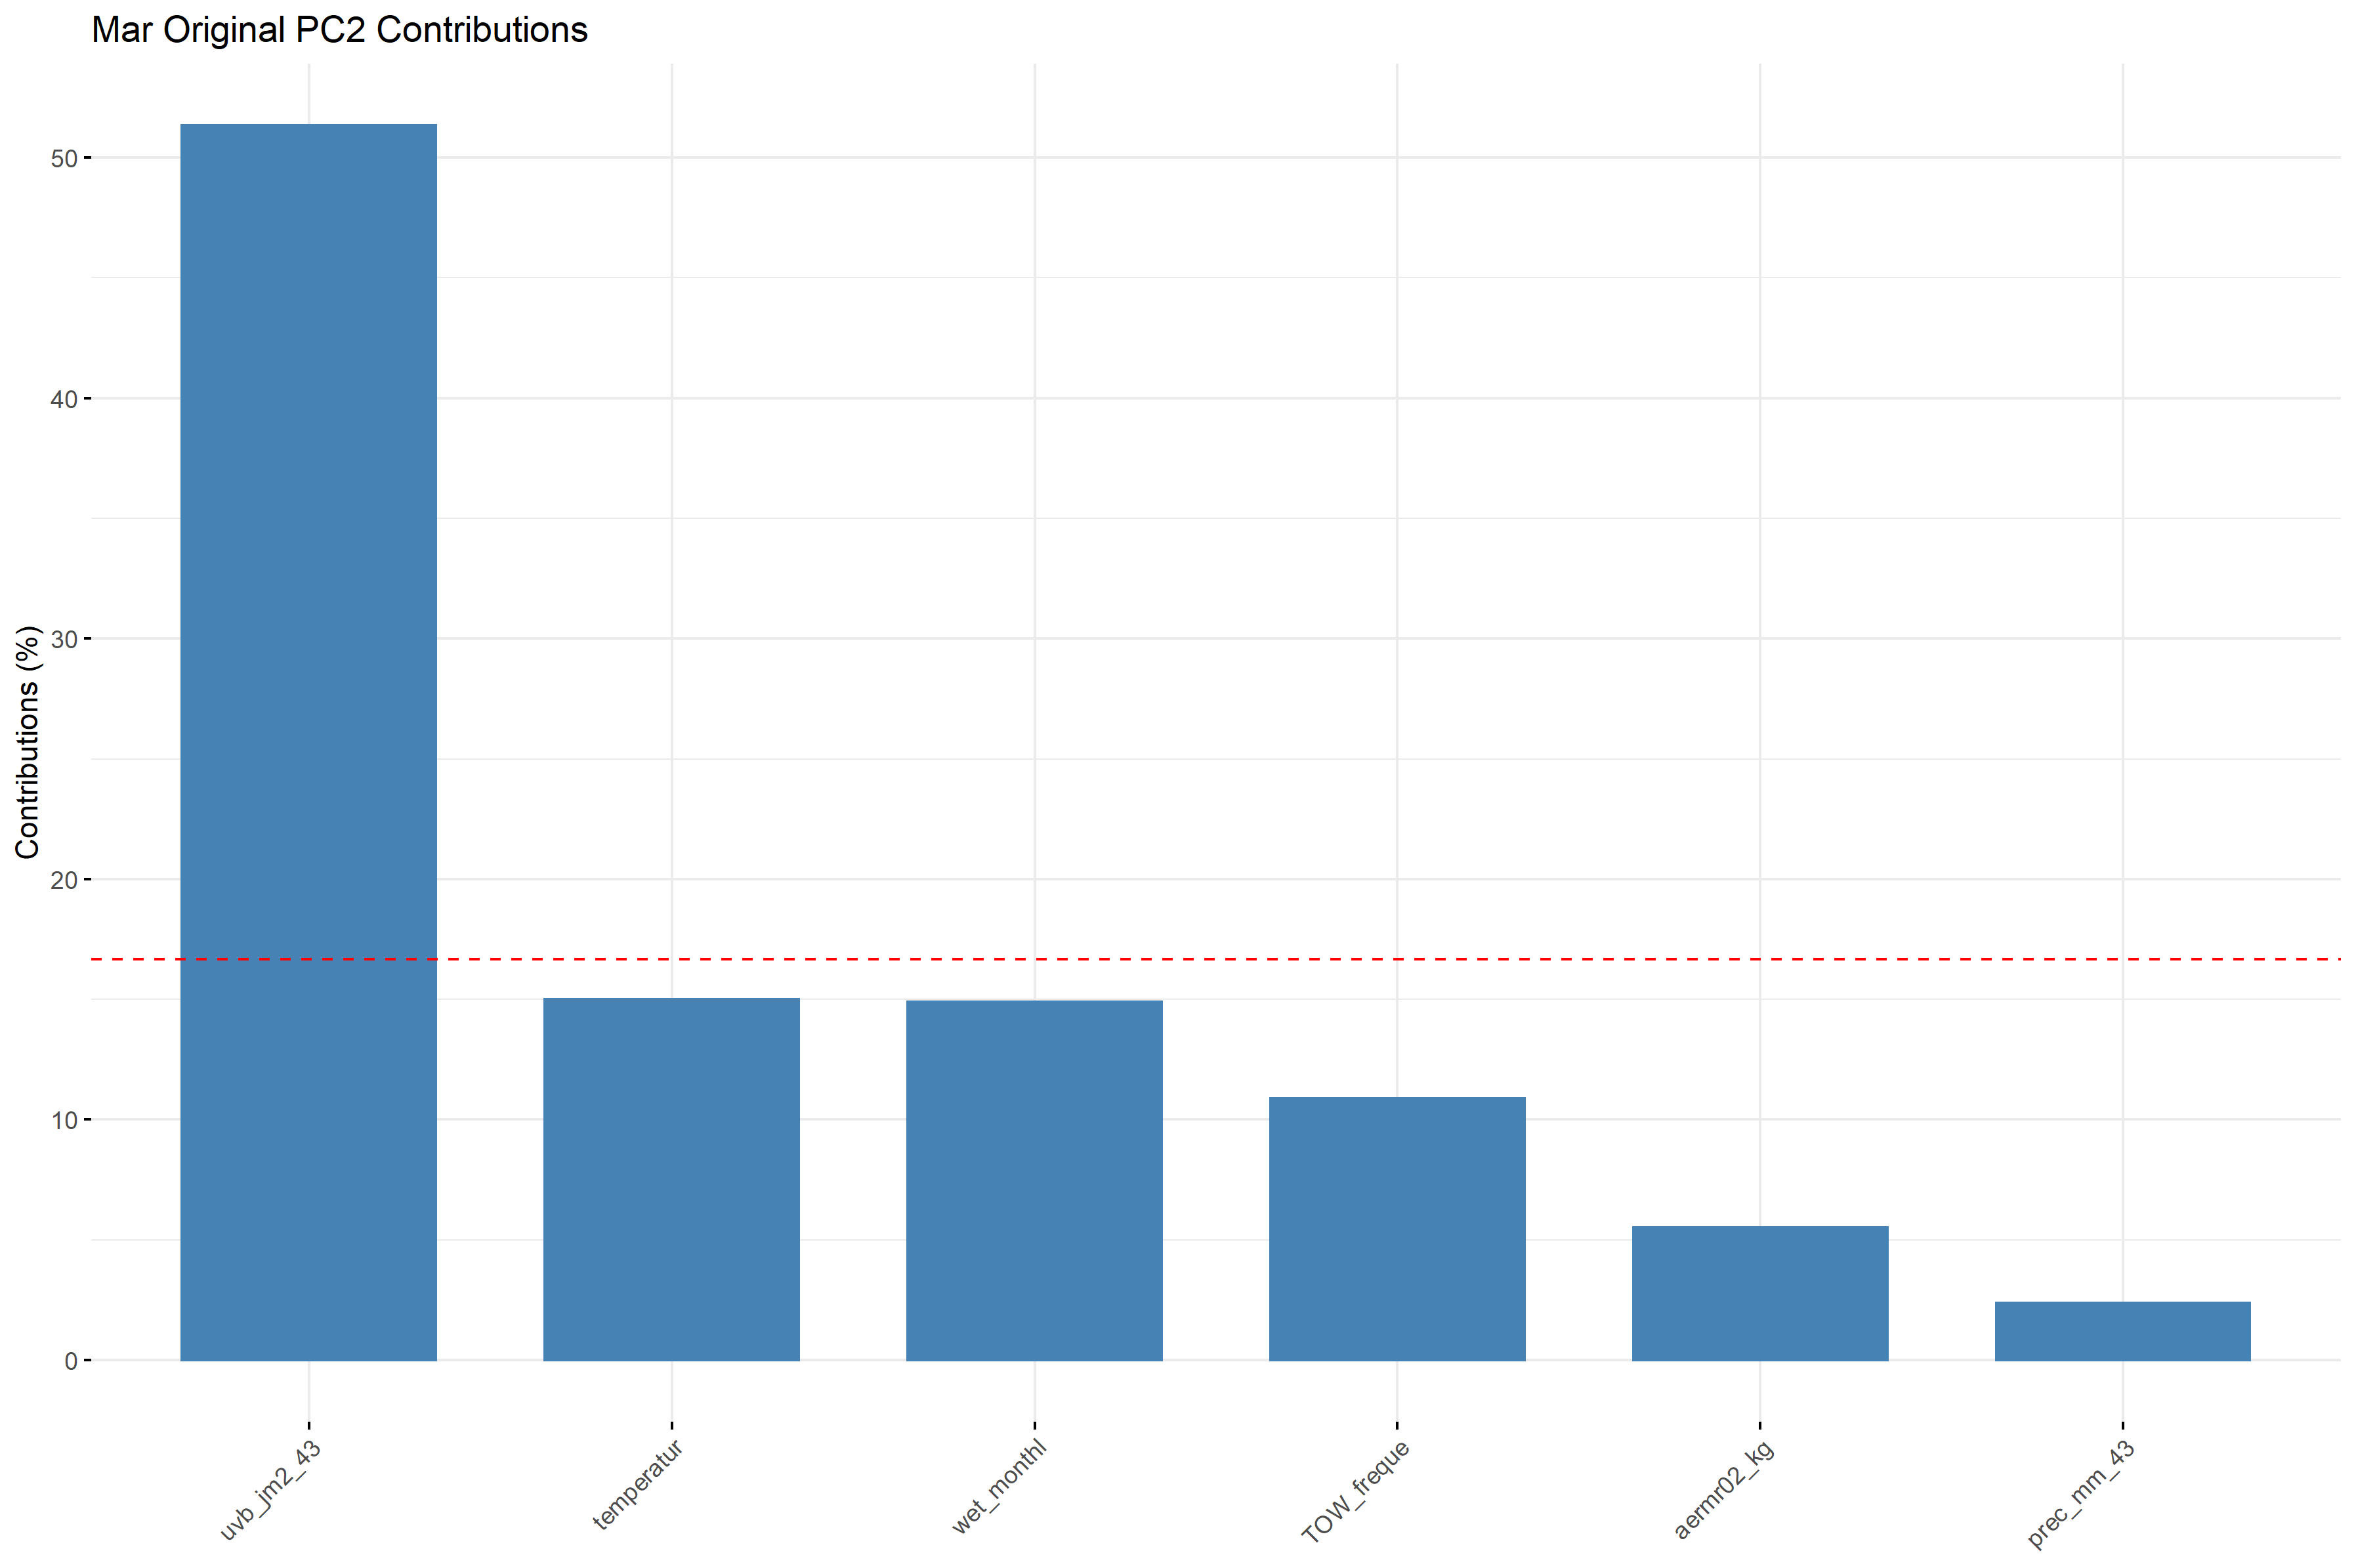 Mar Original PC2 Contributions
Contributions (%)
50
40
30
20
10
0
uvb_jm2_43
temperatur
wet_monthl
TOW_freque
aermr02_kg
prec_mm_43